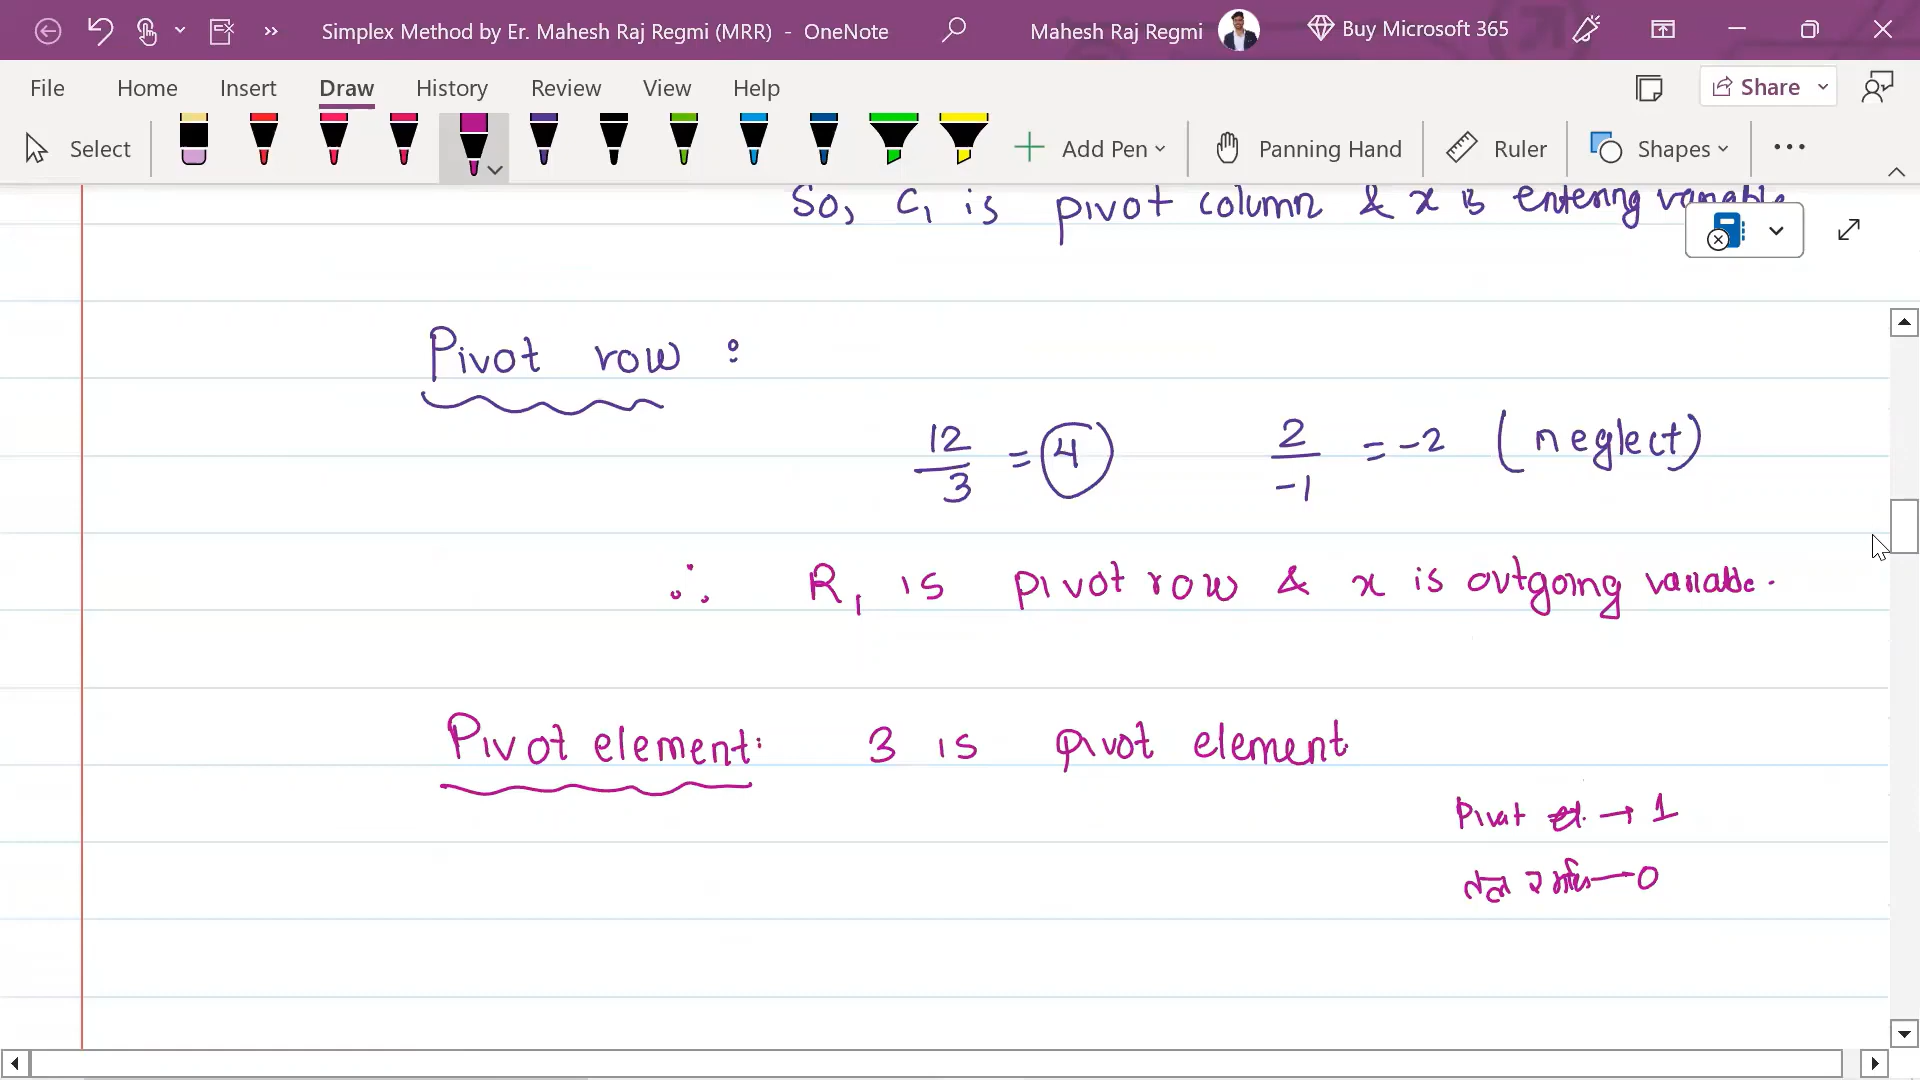 Simplex Method by Er. Mahesh Raj Regmi (MRR) - OneNote
Mahesh Raj Regmi
Buy Microsoft 365
File Home Insert Draw History Review View Help
Share
Select
Add Pen
Panning Hand
Ruler
Shapes
So, C₁ is pivot column & x is entering variable
Pivot row :
12/3 = 4 2/-1 = -2 (neglect)
∴ R₁ is pivot row & x is outgoing variable.
Pivot element: 3 is pivot element
Pivot → 1
→ 0